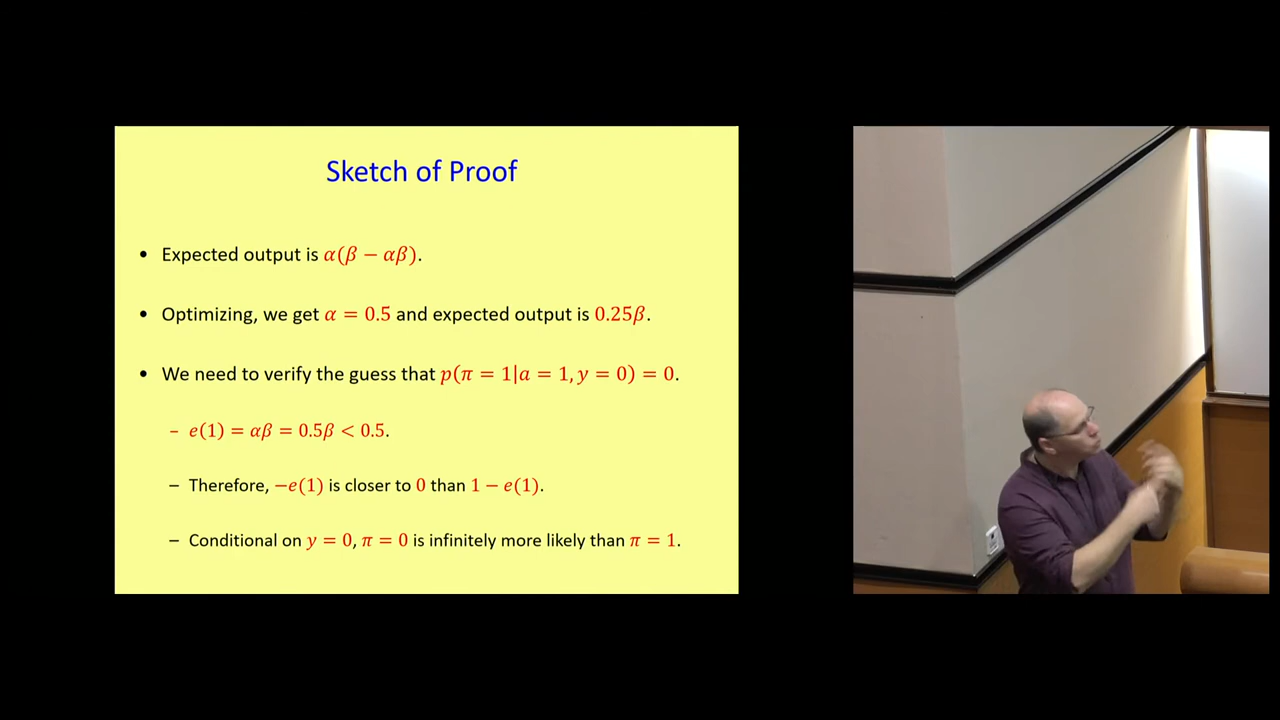 Sketch of Proof
• Expected output is α(β − αβ).
• Optimizing, we get α = 0.5 and expected output is 0.25β.
• We need to verify the guess that p(π = 1|a = 1, y = 0) = 0.
– e(1) = αβ = 0.5β < 0.5.
– Therefore, −e(1) is closer to 0 than 1 − e(1).
– Conditional on y = 0, π = 0 is infinitely more likely than π = 1.